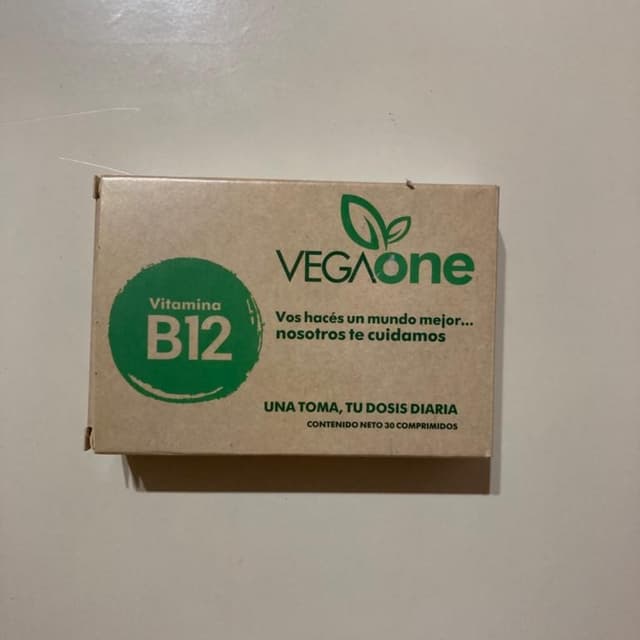 VEGAone
Vitamina
B12
Vos hacés un mundo mejor...
nosotros te cuidamos
UNA TOMA, TU DOSIS DIARIA
CONTENIDO NETO 30 COMPRIMIDOS